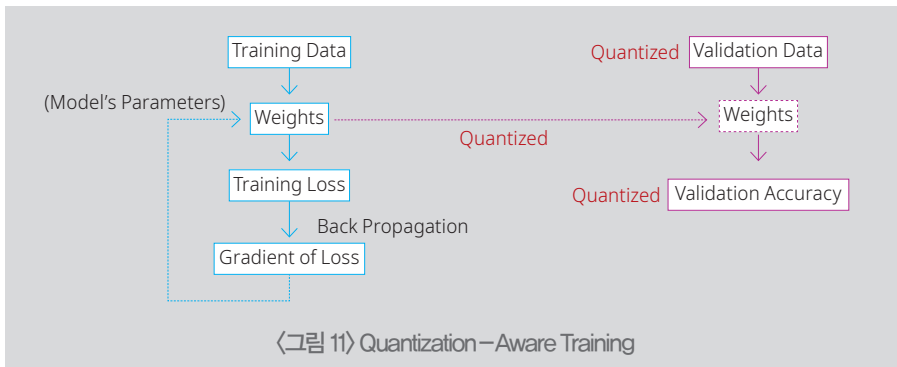 Training Data
Quantized Validation Data
(Model's Parameters)
Weights
Weights
Quantized
Training Loss
Quantized Validation Accuracy
Back Propagation
Gradient of Loss
〈그림 11〉 Quantization-Aware Training